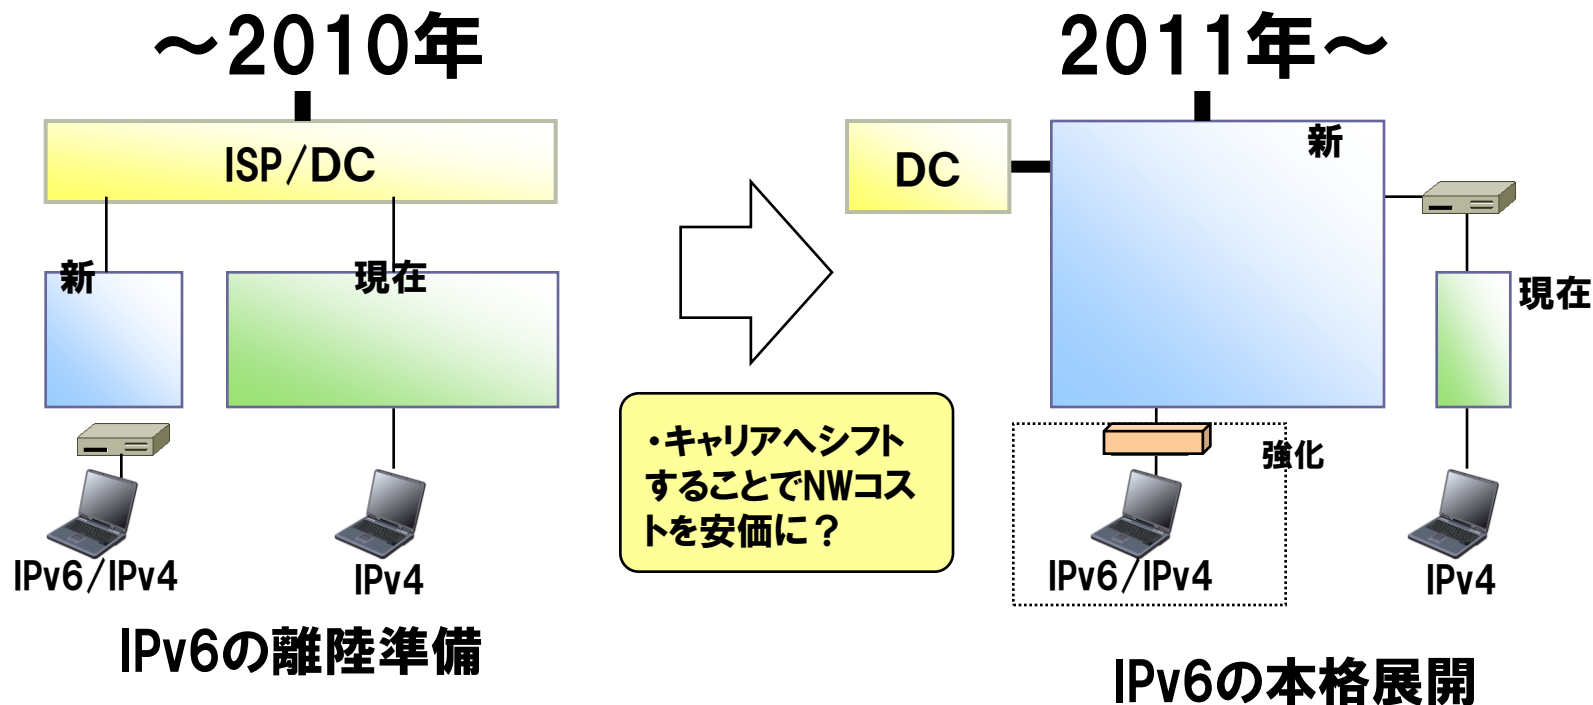 ～2010年
2011年～
ISP/DC
新
現在
IPv6/IPv4
IPv4
IPv6の離陸準備
・キャリアへシフト
することでNWコス
トを安価に？
DC
新
現在
強化
IPv6/IPv4
IPv4
IPv6の本格展開